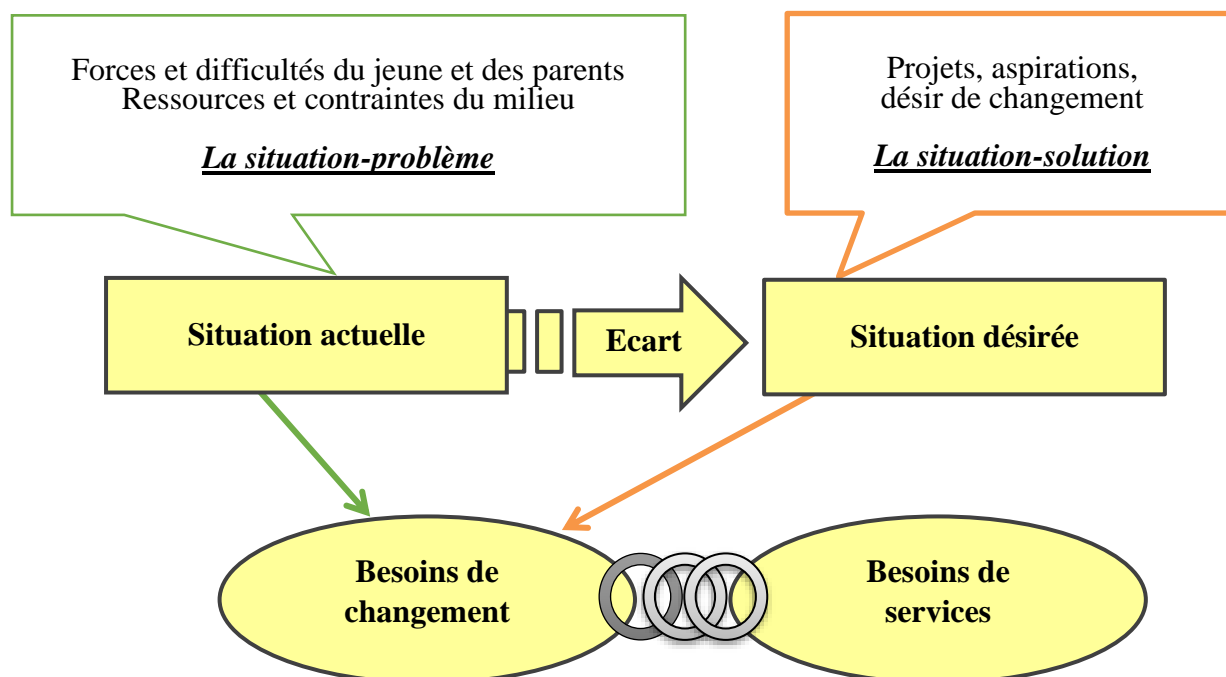 Forces et difficultés du jeune et des parents
Ressources et contraintes du milieu
La situation-problème
Projets, aspirations,
désir de changement
La situation-solution
Situation actuelle
Ecart
Situation désirée
Besoins de
changement
Besoins de
services